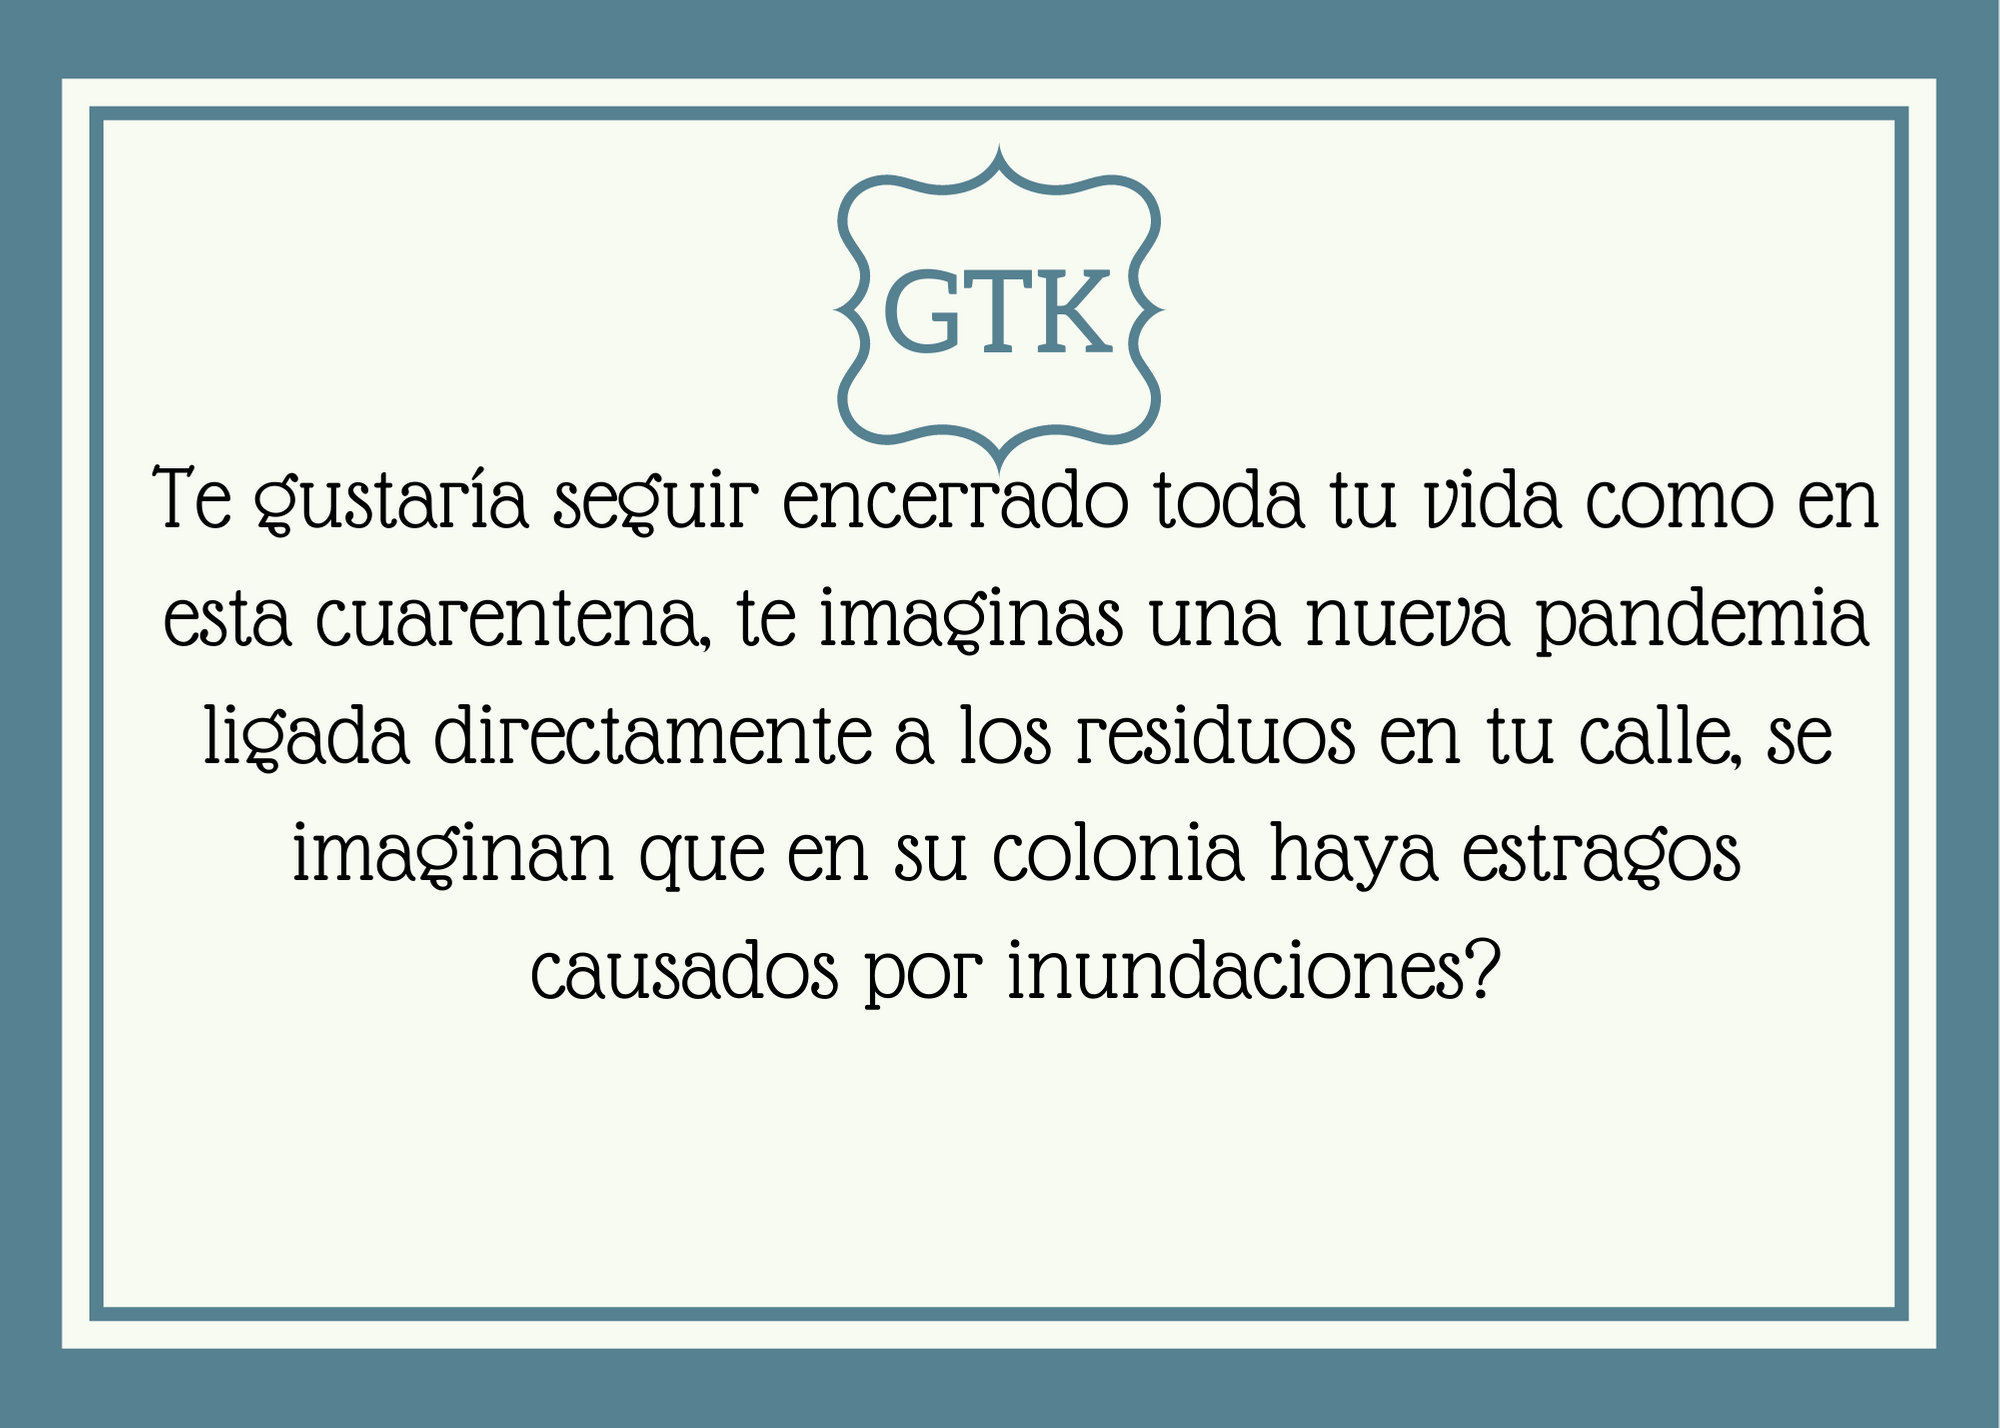 GTK
Te gustaría seguir encerrado toda tu vida como en
esta cuarentena, te imaginas una nueva pandemia
ligada directamente a los residuos en tu calle, se
imaginan que en su colonia haya estragos
causados por inundaciones?